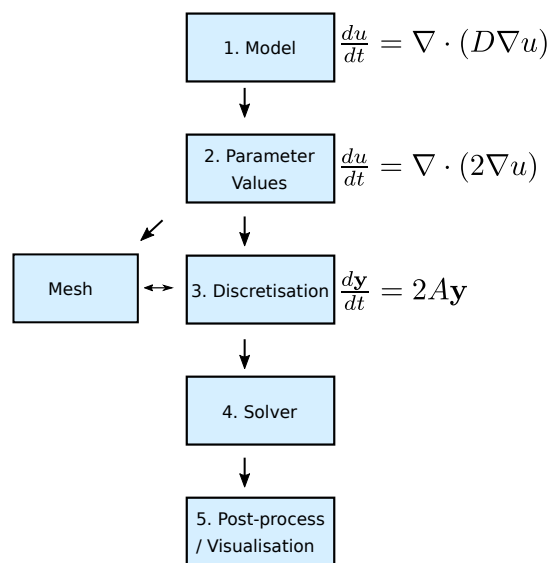 1. Model
du/dt = ∇ · (D∇u)
2. Parameter
Values
du/dt = ∇ · (2∇u)
Mesh
3. Discretisation
d𝐲/dt = 2A𝐲
4. Solver
5. Post-process
/ Visualisation